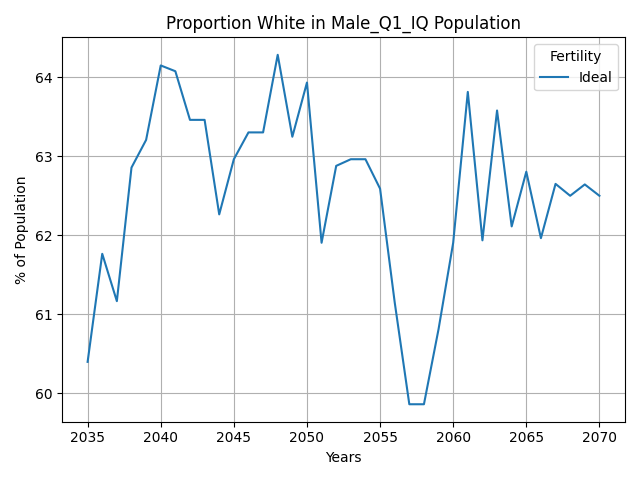 Proportion White in Male_Q1_IQ Population
Fertility
Ideal
% of Population
64
63
62
61
60
2035 2040 2045 2050 2055 2060 2065 2070
Years